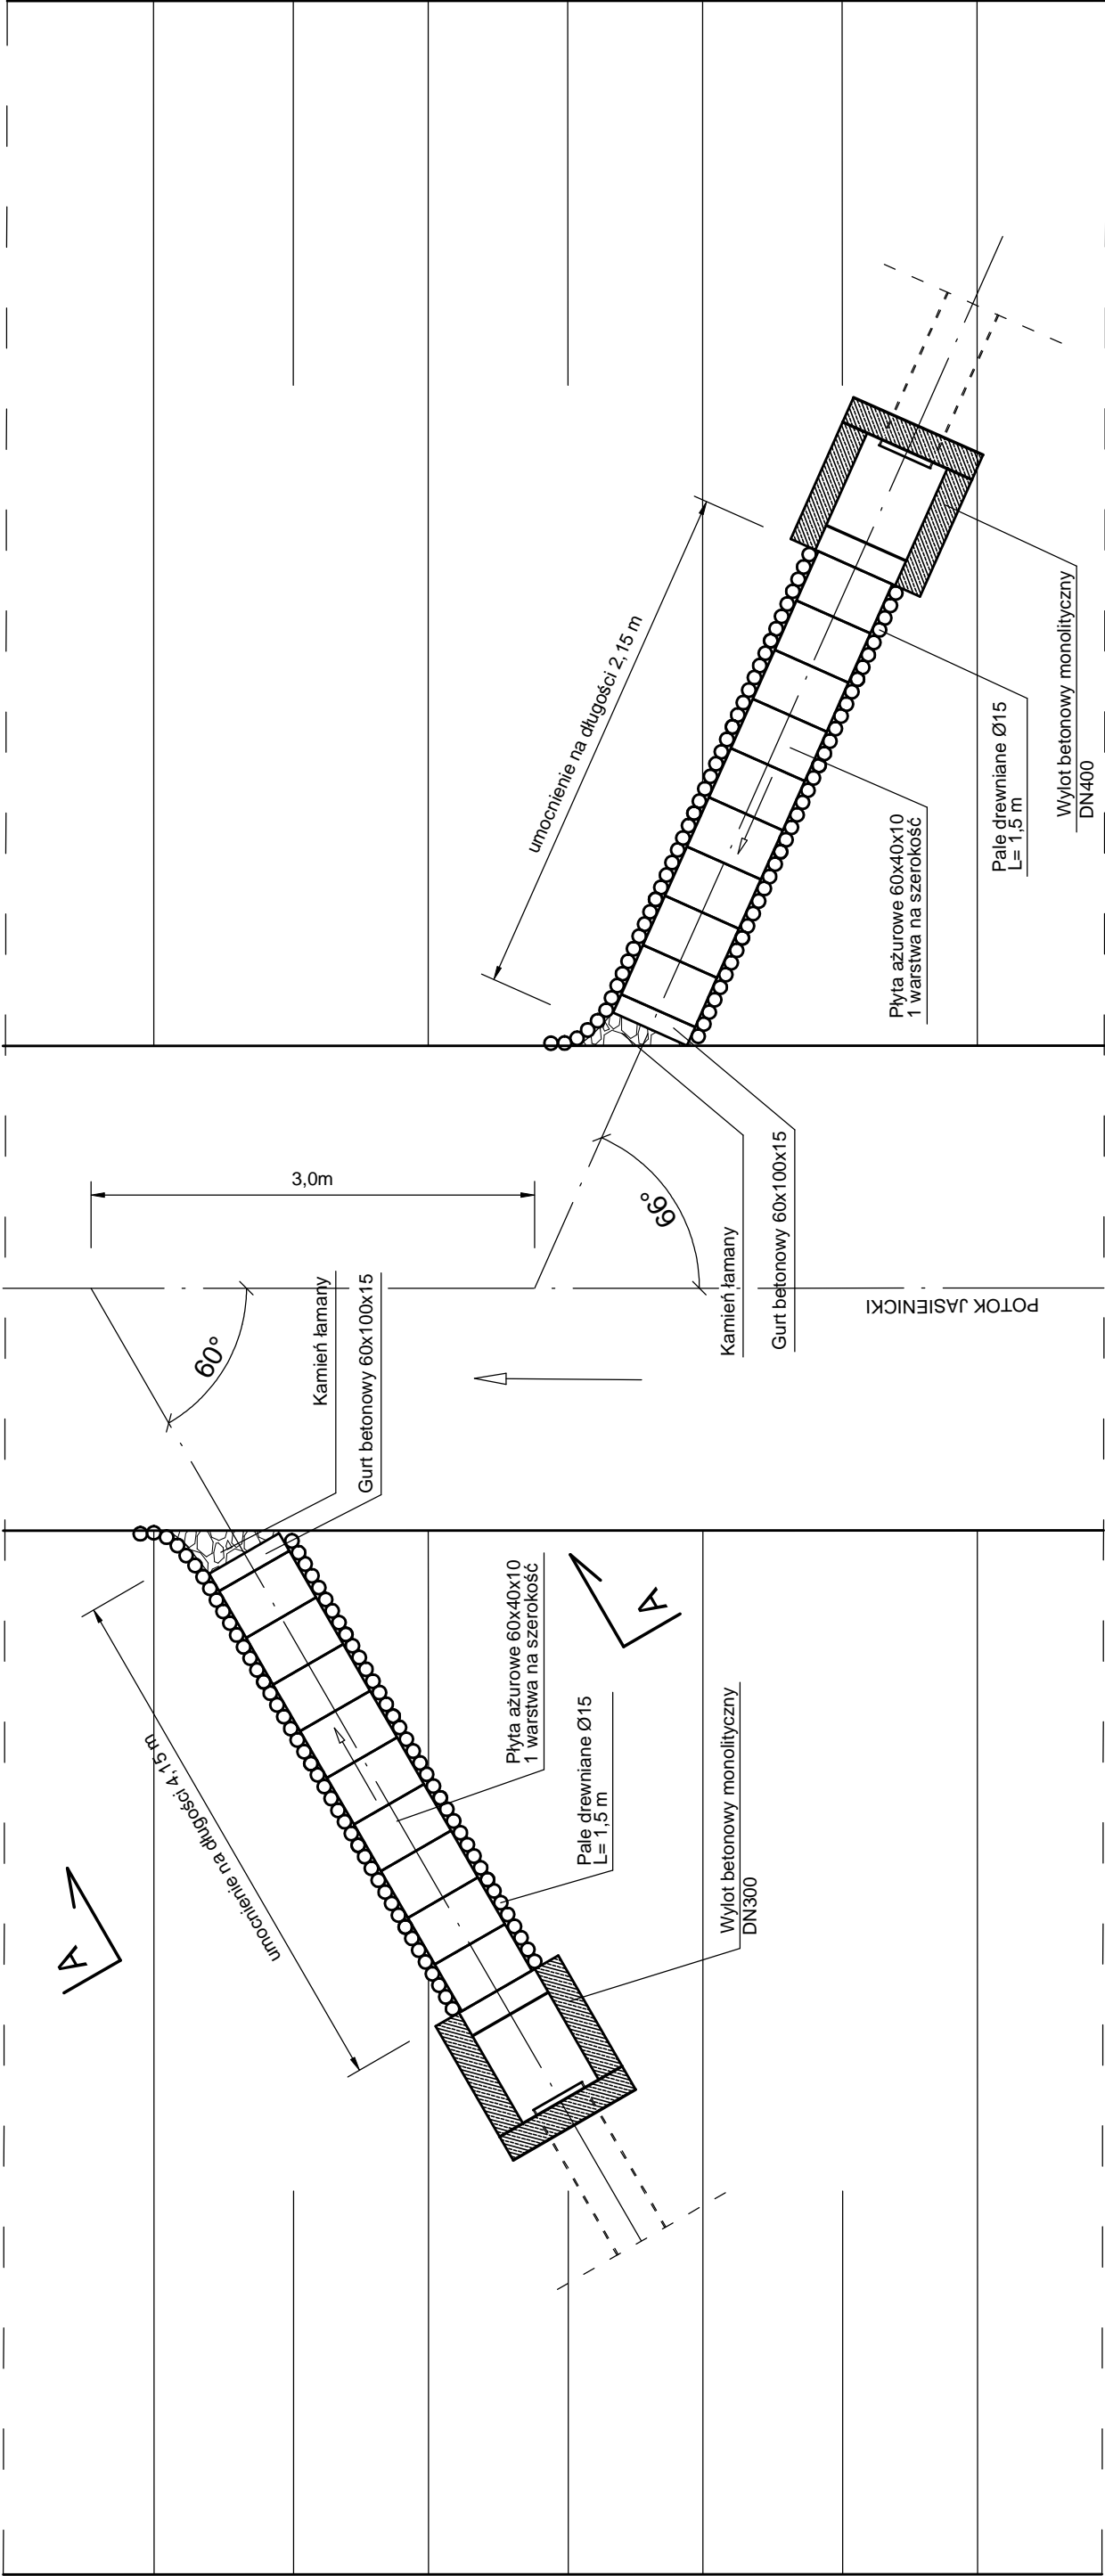 umocnienie na długości 2,15 m
Wylot betonowy monolityczny
DN400
Pale drewniane Ø15
L= 1,5 m
Płyta ażurowe 60x40x10
1 warstwa na szerokość
3,0m
66°
Kamień łamany
Gurt betonowy 60x100x15
POTOK JASIENICKI
60°
Kamień łamany
Gurt betonowy 60x100x15
umocnienie na długości 4,15 m
Płyta ażurowe 60x40x10
1 warstwa na szerokość
Pale drewniane Ø15
L= 1,5 m
Wylot betonowy monolityczny
DN300
A
A